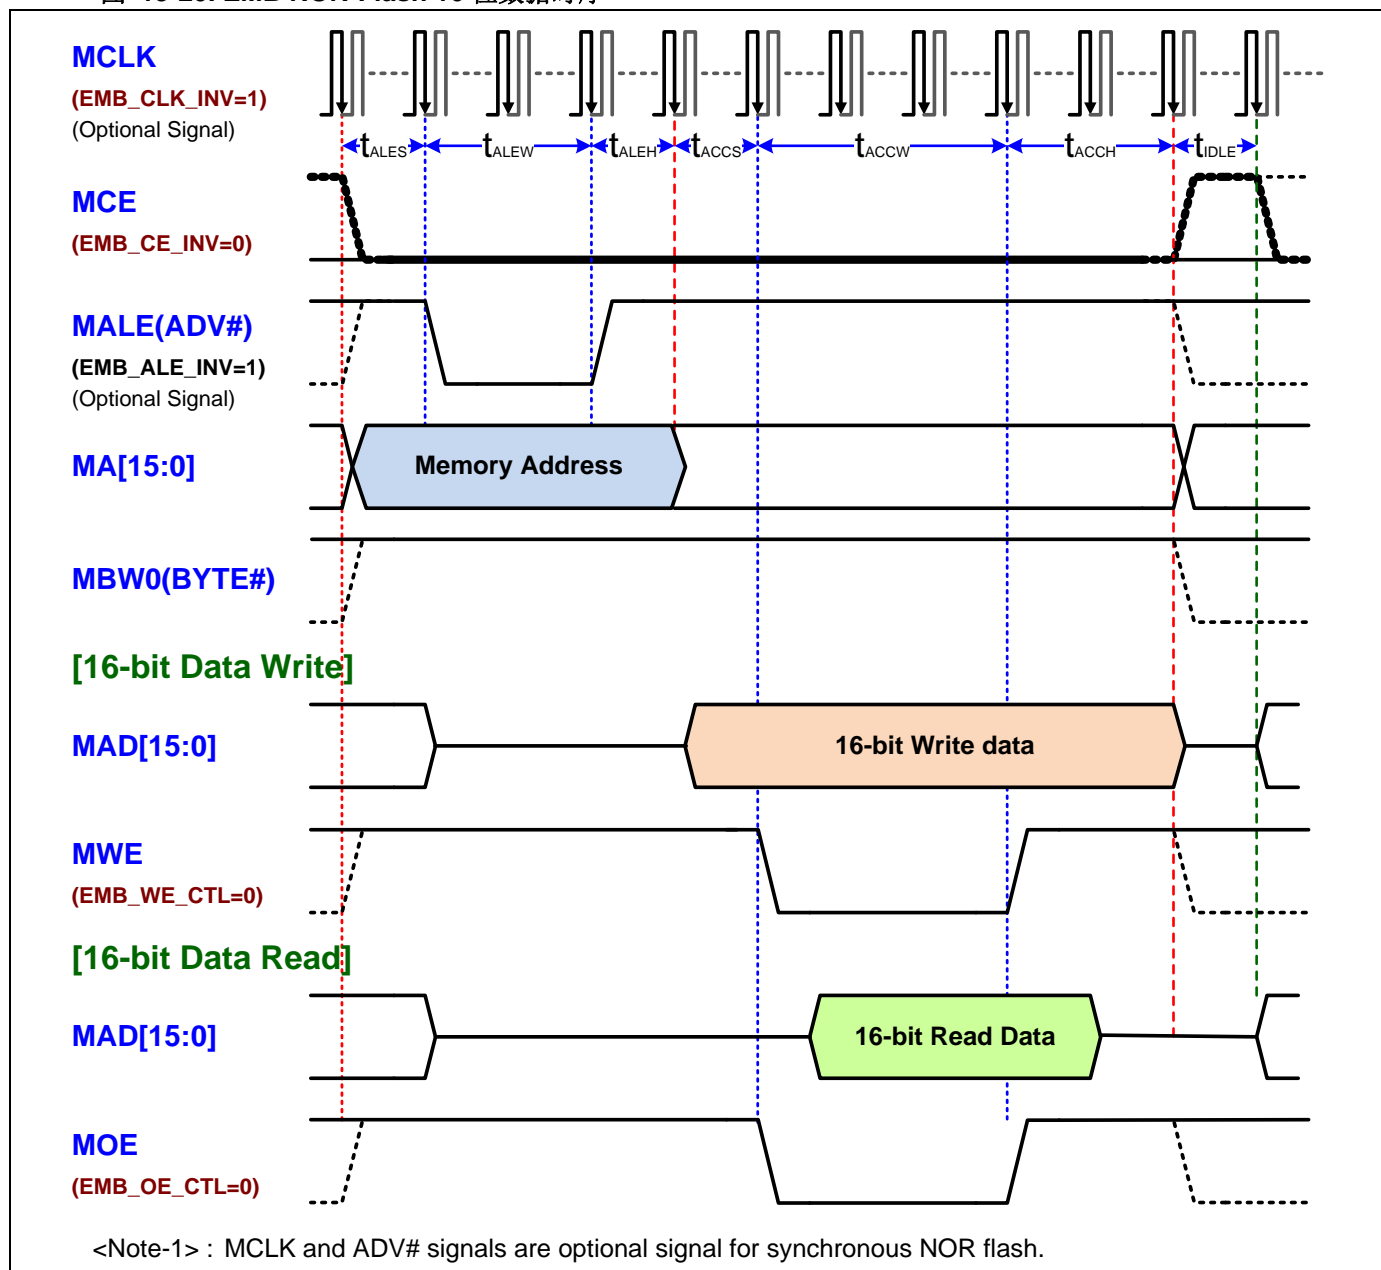 MCLK
(EMB_CLK_INV=1)
(Optional Signal)
tALES tALEW tALEH tACCS tACCW tACCH tIDLE
MCE
(EMB_CE_INV=0)
MALE(ADV#)
(EMB_ALE_INV=1)
(Optional Signal)
MA[15:0]
Memory Address
MBW0(BYTE#)
[16-bit Data Write]
MAD[15:0]
16-bit Write data
MWE
(EMB_WE_CTL=0)
[16-bit Data Read]
MAD[15:0]
16-bit Read Data
MOE
(EMB_OE_CTL=0)
<Note-1> : MCLK and ADV# signals are optional signal for synchronous NOR flash.